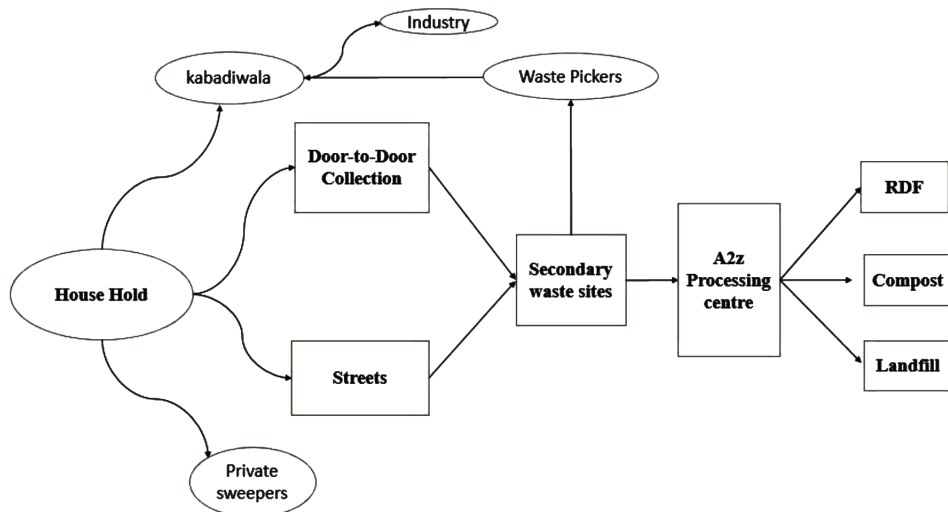 Industry
kabadiwala
Waste Pickers
Door-to-Door
Collection
RDF
A2z
Processing
centre
Secondary
waste sites
Compost
House Hold
Streets
Landfill
Private
sweepers